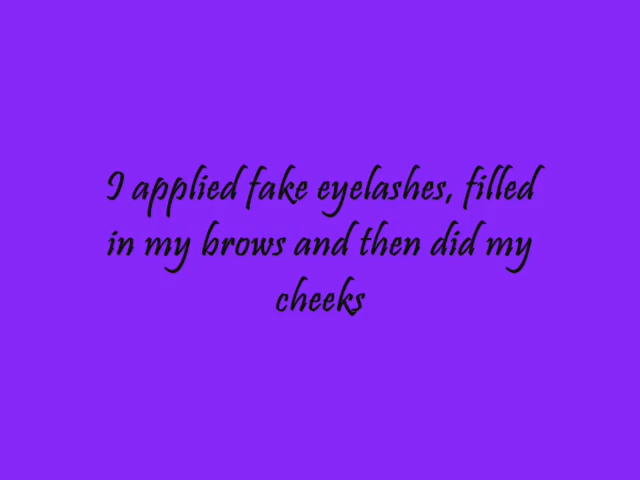 I applied fake eyelashes, filled
in my brows and then did my
cheeks